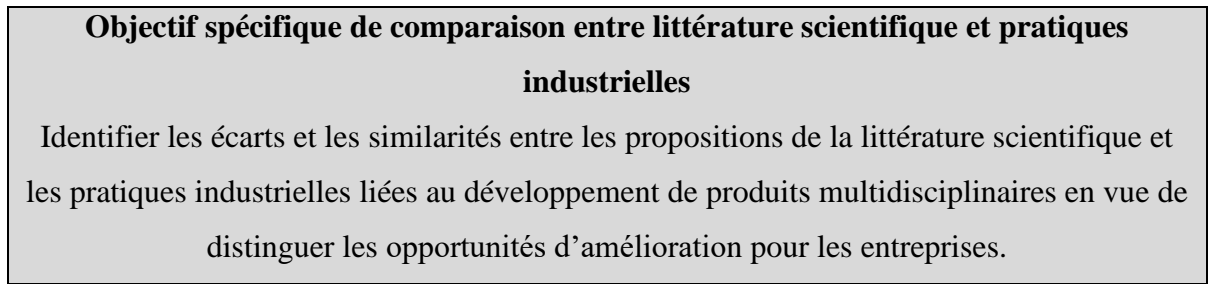 Objectif spécifique de comparaison entre littérature scientifique et pratiques
industrielles
Identifier les écarts et les similarités entre les propositions de la littérature scientifique et
les pratiques industrielles liées au développement de produits multidisciplinaires en vue de
distinguer les opportunités d’amélioration pour les entreprises.